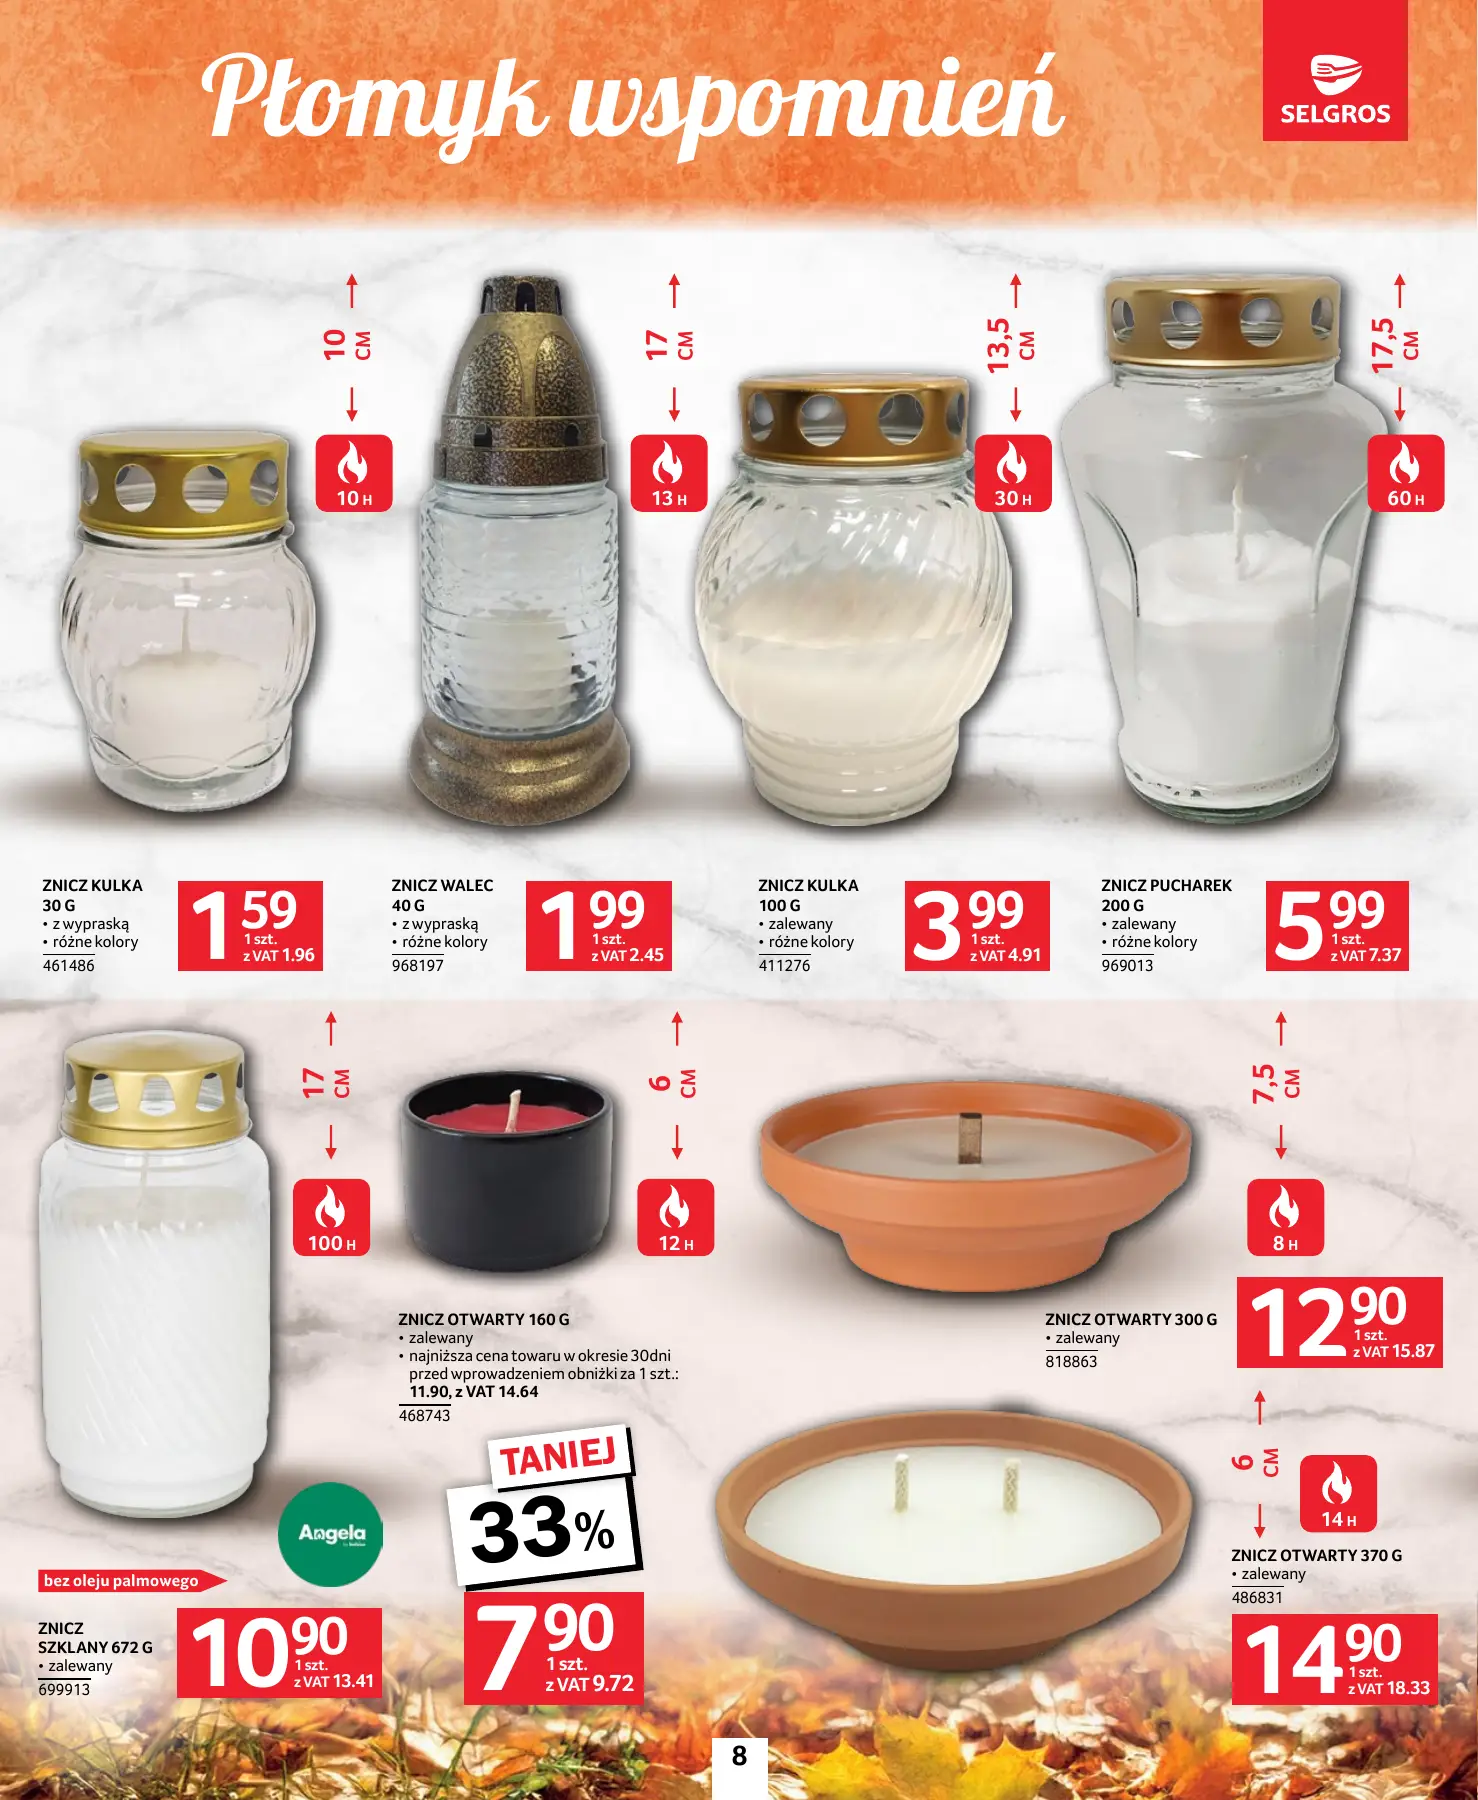 Płomyk wspomnień
SELGROS
10 CM
10 H
17 CM
13 H
13,5 CM
30 H
17,5 CM
60 H
ZNICZ KULKA
30 G
• z wypraską
• różne kolory
461486
1 59
1 szt.
z VAT 1.96
ZNICZ WALEC
40 G
• z wypraską
• różne kolory
968197
1 99
1 szt.
z VAT 2.45
ZNICZ KULKA
100 G
• zalewany
• różne kolory
411276
3 99
1 szt.
z VAT 4.91
ZNICZ PUCHAREK
200 G
• zalewany
• różne kolory
969013
5 99
1 szt.
z VAT 7.37
17 CM
100 H
Angela
bez oleju palmowego
ZNICZ
SZKLANY 672 G
• zalewany
699913
10 90
1 szt.
z VAT 13.41
6 CM
12 H
ZNICZ OTWARTY 160 G
• zalewany
• najniższa cena towaru w okresie 30dni
przed wprowadzeniem obniżki za 1 szt.:
11.90, z VAT 14.64
468743
TANIEJ
33%
7 90
1 szt.
z VAT 9.72
7,5 CM
8 H
ZNICZ OTWARTY 300 G
• zalewany
818863
12 90
1 szt.
z VAT 15.87
6 CM
14 H
ZNICZ OTWARTY 370 G
• zalewany
486831
14 90
1 szt.
z VAT 18.33
8